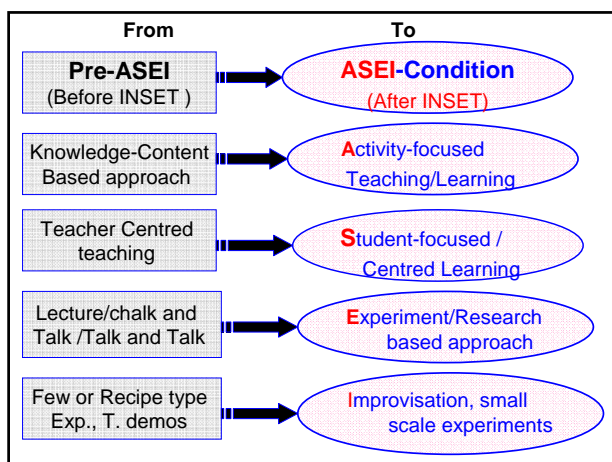 From To
Pre-ASEI
(Before INSET )
ASEI-Condition
(After INSET)
Knowledge-Content
Based approach
Activity-focused
Teaching/Learning
Teacher Centred
teaching
Student-focused /
Centred Learning
Lecture/chalk and
Talk /Talk and Talk
Experiment/Research
based approach
Few or Recipe type
Exp., T. demos
Improvisation, small
scale experiments